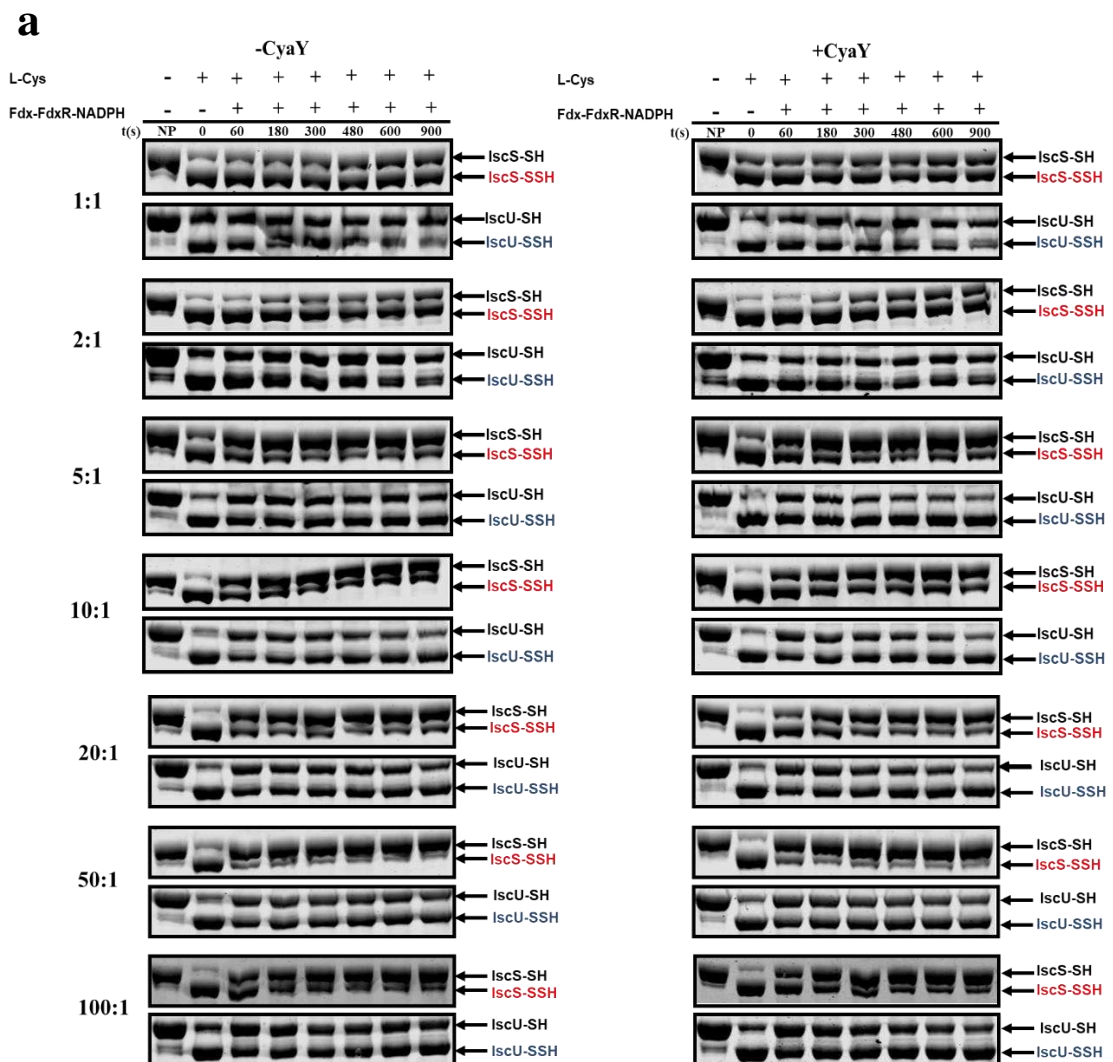 a
-CyaY
L-Cys - + + + + + + +
Fdx-FdxR-NADPH - - + + + + + +
t(s) NP 0 60 180 300 480 600 900
+CyaY
L-Cys - + + + + + + +
Fdx-FdxR-NADPH - - + + + + + +
t(s) NP 0 60 180 300 480 600 900
1:1
IscS-SH
IscS-SSH
IscU-SH
IscU-SSH
IscS-SH
IscS-SSH
IscU-SH
IscU-SSH
2:1
IscS-SH
IscS-SSH
IscU-SH
IscU-SSH
IscS-SH
IscS-SSH
IscU-SH
IscU-SSH
5:1
IscS-SH
IscS-SSH
IscU-SH
IscU-SSH
IscS-SH
IscS-SSH
IscU-SH
IscU-SSH
10:1
IscS-SH
IscS-SSH
IscU-SH
IscU-SSH
IscS-SH
IscS-SSH
IscU-SH
IscU-SSH
20:1
IscS-SH
IscS-SSH
IscU-SH
IscU-SSH
IscS-SH
IscS-SSH
IscU-SH
IscU-SSH
50:1
IscS-SH
IscS-SSH
IscU-SH
IscU-SSH
IscS-SH
IscS-SSH
IscU-SH
IscU-SSH
100:1
IscS-SH
IscS-SSH
IscU-SH
IscU-SSH
IscS-SH
IscS-SSH
IscU-SH
IscU-SSH